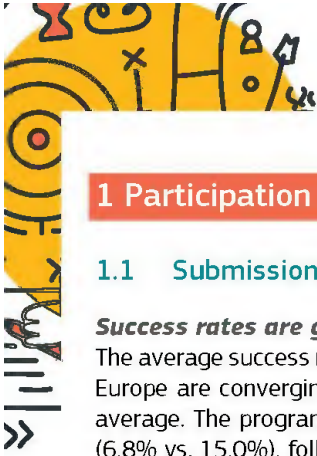 1 Participation
1.1 Submission
Success rates are g
The average success r
Europe are convergin
average. The program
(6.8% vs. 15.0%), foll